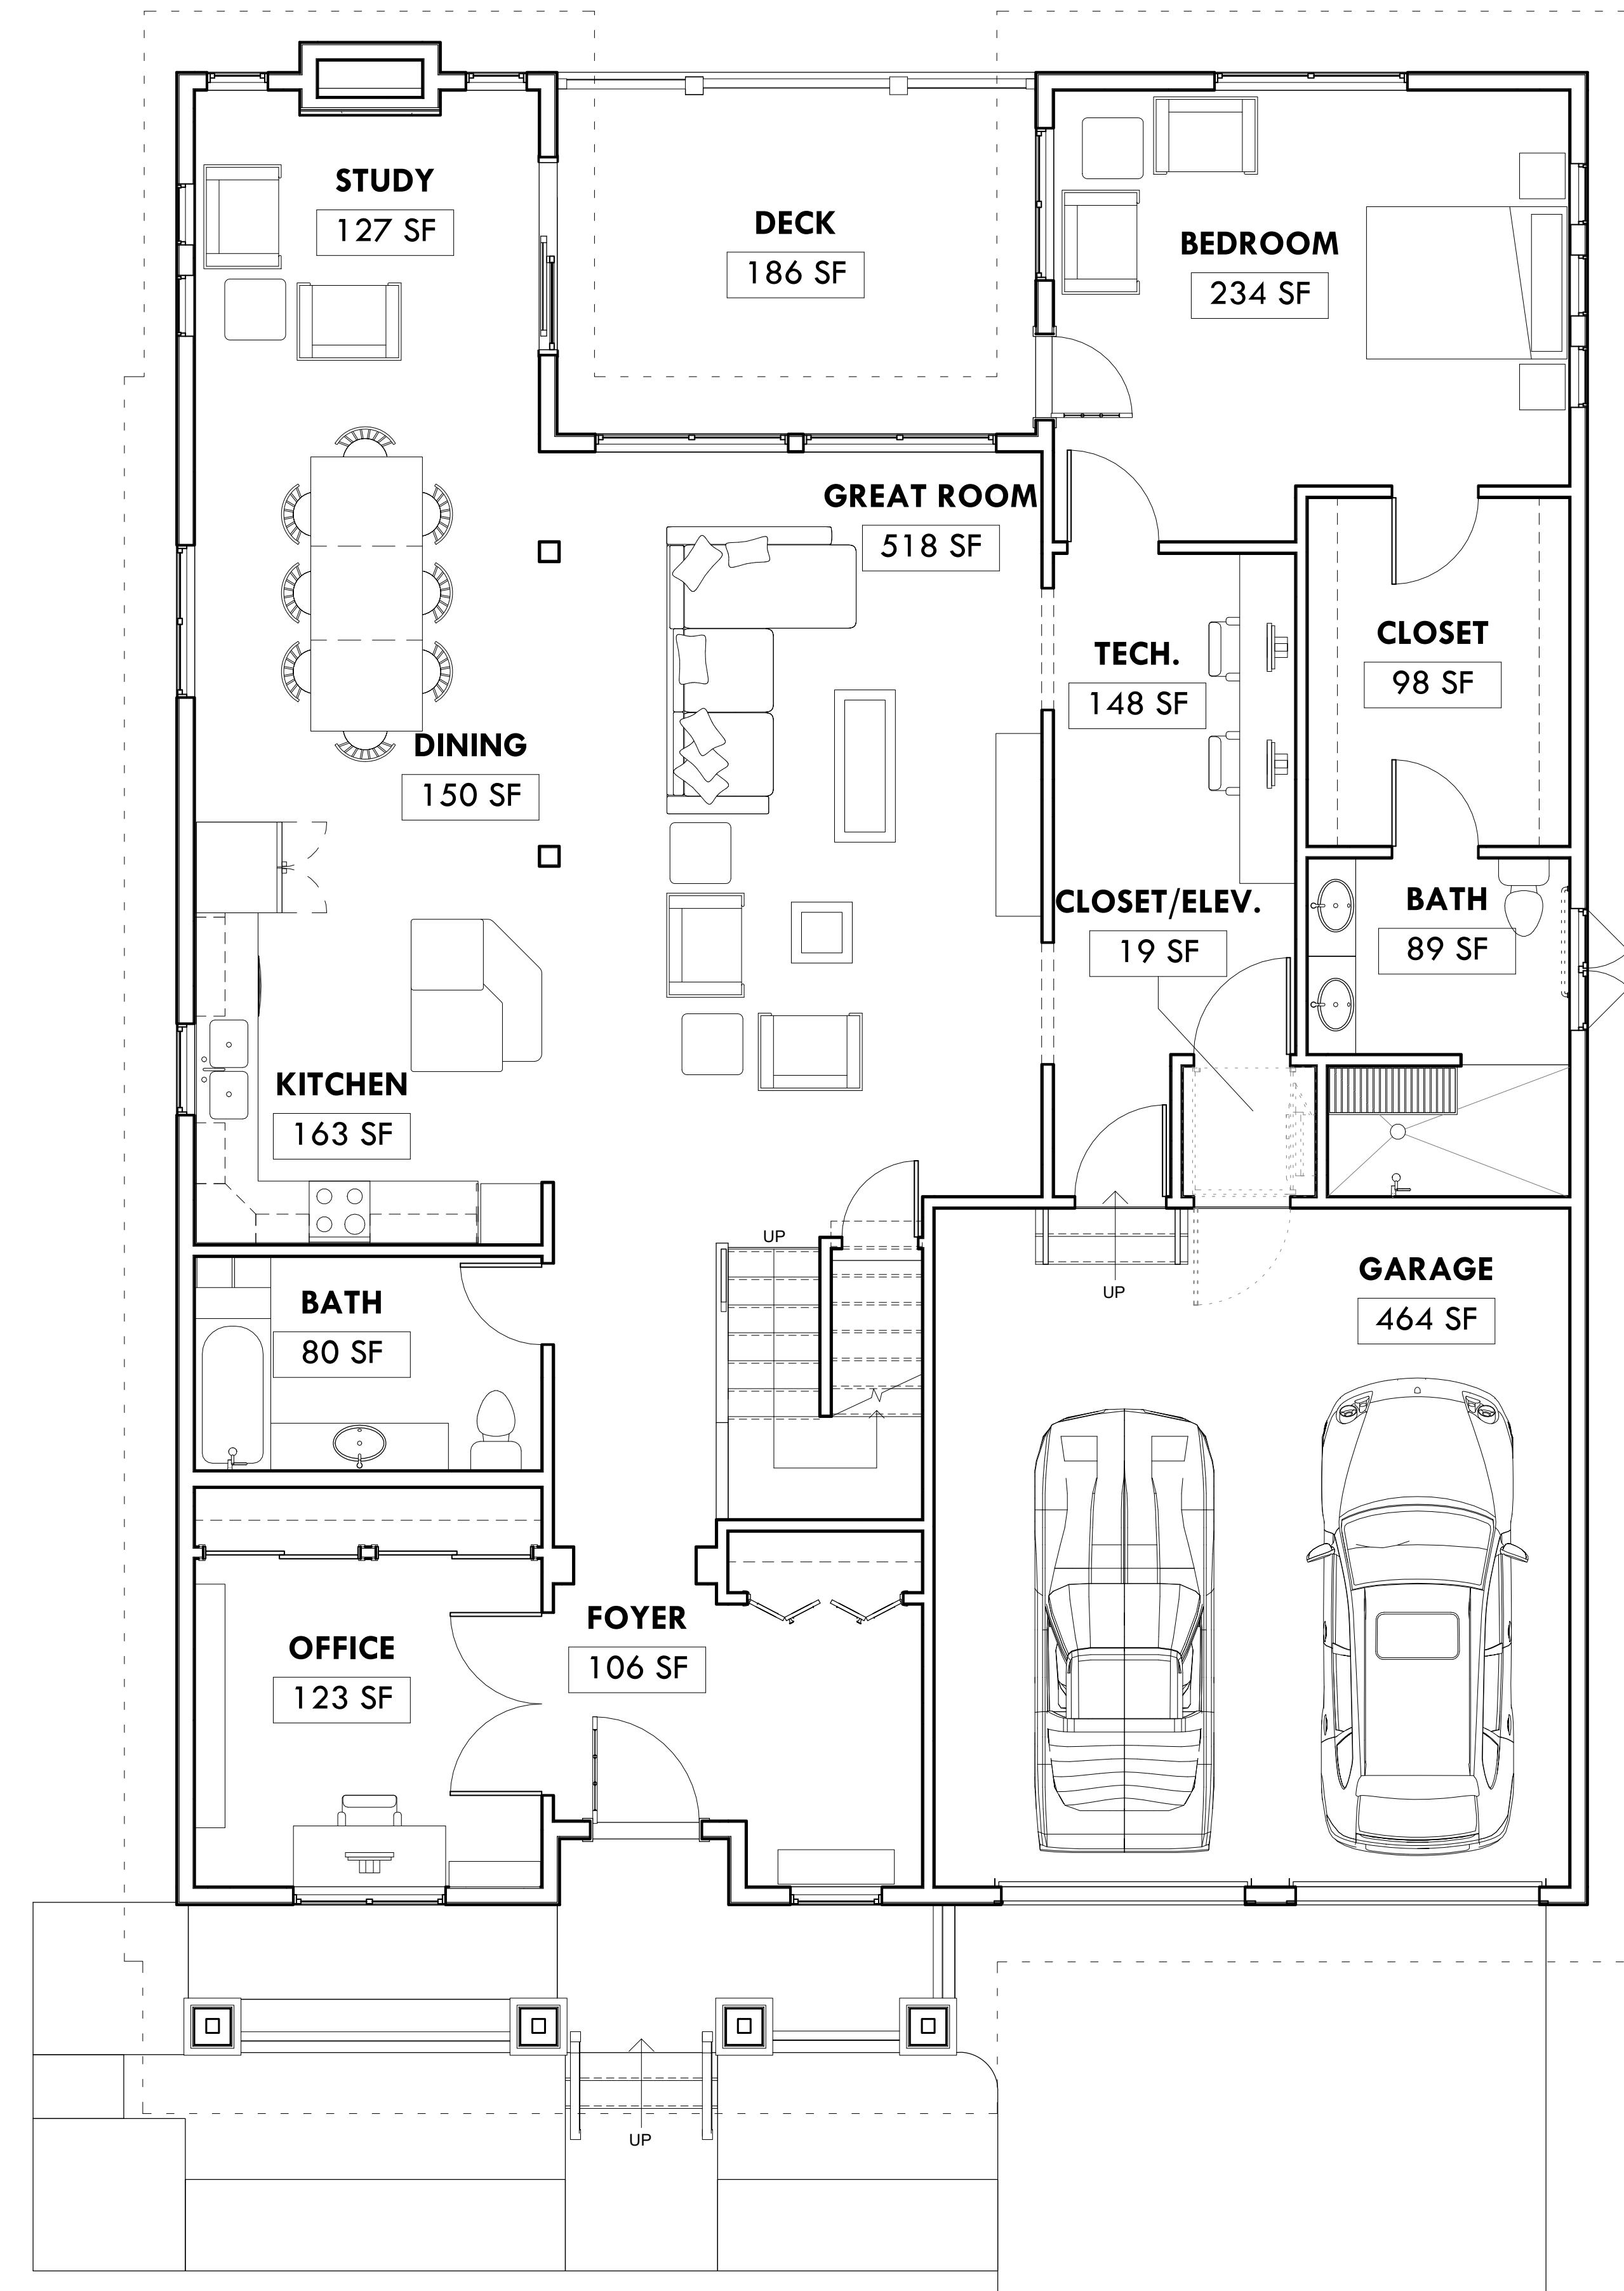 STUDY
127 SF
DECK
186 SF
BEDROOM
234 SF
GREAT ROOM
518 SF
TECH.
148 SF
CLOSET
98 SF
DINING
150 SF
CLOSET/ELEV.
19 SF
BATH
89 SF
KITCHEN
163 SF
UP
UP
GARAGE
464 SF
BATH
80 SF
FOYER
106 SF
OFFICE
123 SF
UP